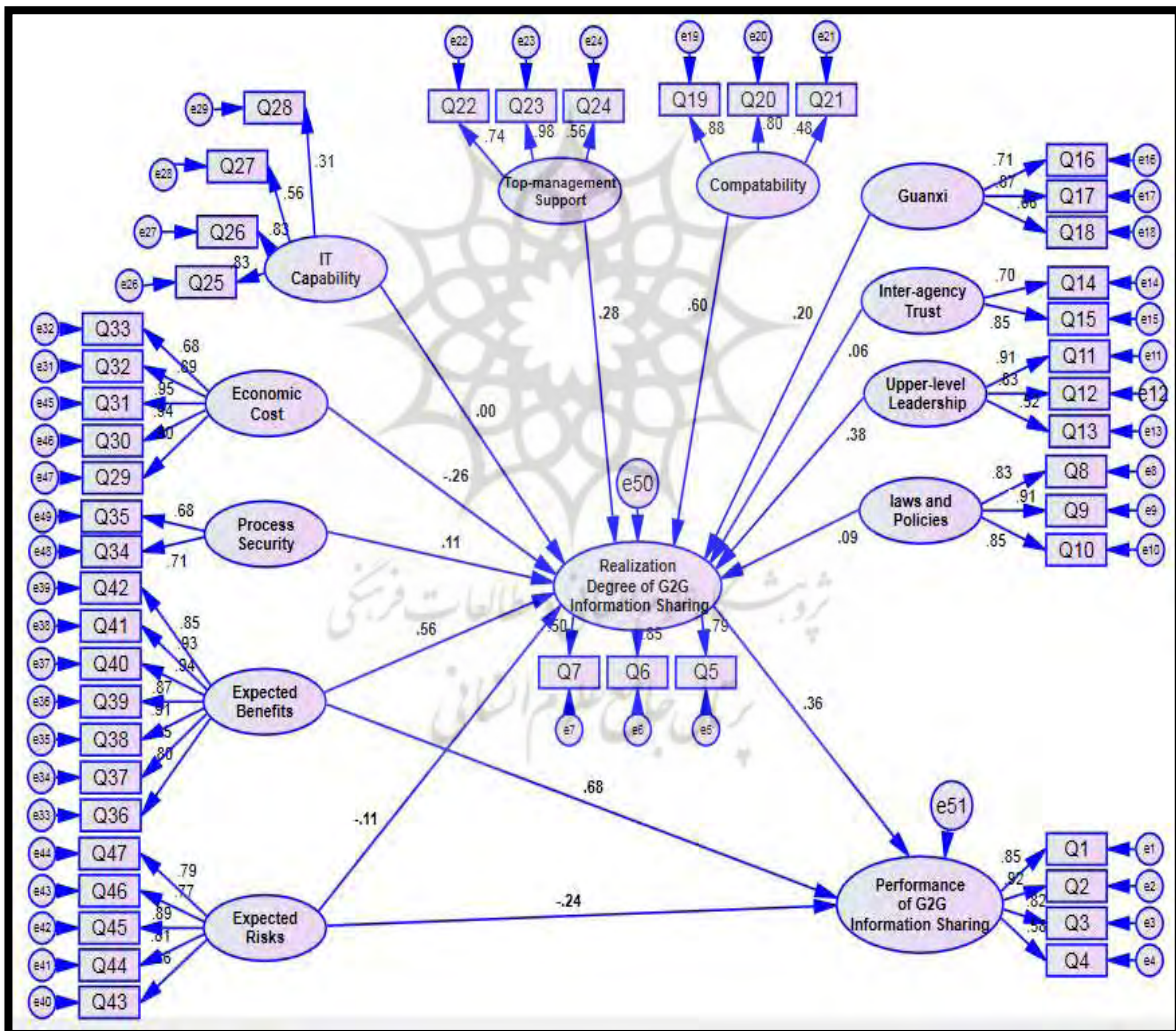 e22 e23 e24
e19 e20 e21
Q22 Q23 Q24
Q19 Q20 Q21
.74 .98 .56
.88 .80 .48
Top-management
Support
Compatability
e29 Q28
.31
e28 Q27
.56
e27 Q26
.83
e26 Q25
.83
IT
Capability
Guanxi
.71 Q16 e16
.87 Q17 e17
Q18 e18
Inter-agency
Trust
.70 Q14 e14
.85 Q15 e15
Upper-level
Leadership
.91 Q11 e11
.83 Q12 e12
Q13 e13
laws and
Policies
.83 Q8 e8
.91 Q9 e9
.85 Q10 e10
.28
.60
.20
.06
.38
.09
.00
e32 Q33 .68
e31 Q32 .89
e45 Q31 .95
e46 Q30 .94
e47 Q29
Economic
Cost
-.26
e49 Q35 .68
e48 Q34 .71
Process
Security
.11
e50
Realization
Degree of G2G
Information Sharing
.50 .85 .79
Q7 Q6 Q5
e7 e6 e5
e39 Q42 .85
e38 Q41 .93
e37 Q40 .94
e36 Q39 .87
e35 Q38 .91
e34 Q37
e33 Q36 .80
Expected
Benefits
.56
.68
.36
پرتال جامع علوم انسانی
e44 Q47 .79
e43 Q46 .77
e42 Q45 .89
e41 Q44 .81
e40 Q43
Expected
Risks
-.11
-.24
e51
Performance
of G2G
Information Sharing
.85 Q1 e1
.92 Q2 e2
.82 Q3 e3
.58 Q4 e4